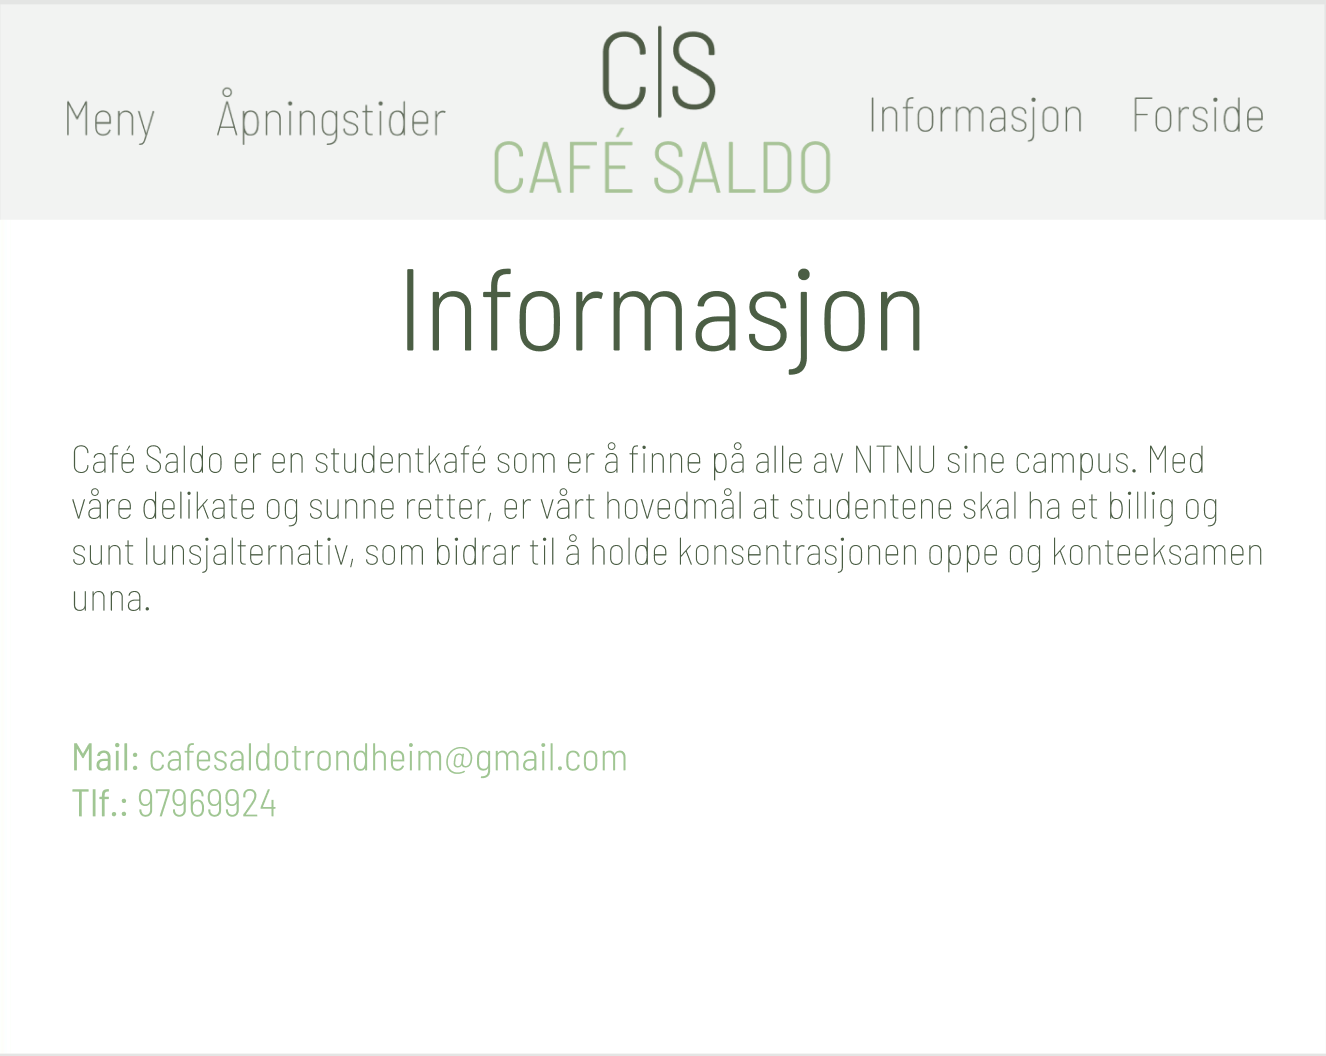 Meny Åpningstider C|S Informasjon Forside
CAFÉ SALDO
Informasjon
Café Saldo er en studentkafé som er å finne på alle av NTNU sine campus. Med
våre delikate og sunne retter, er vårt hovedmål at studentene skal ha et billig og
sunt lunsjalternativ, som bidrar til å holde konsentrasjonen oppe og konteeksamen
unna.
Mail: cafesaldotrondheim@gmail.com
Tlf.: 97969924